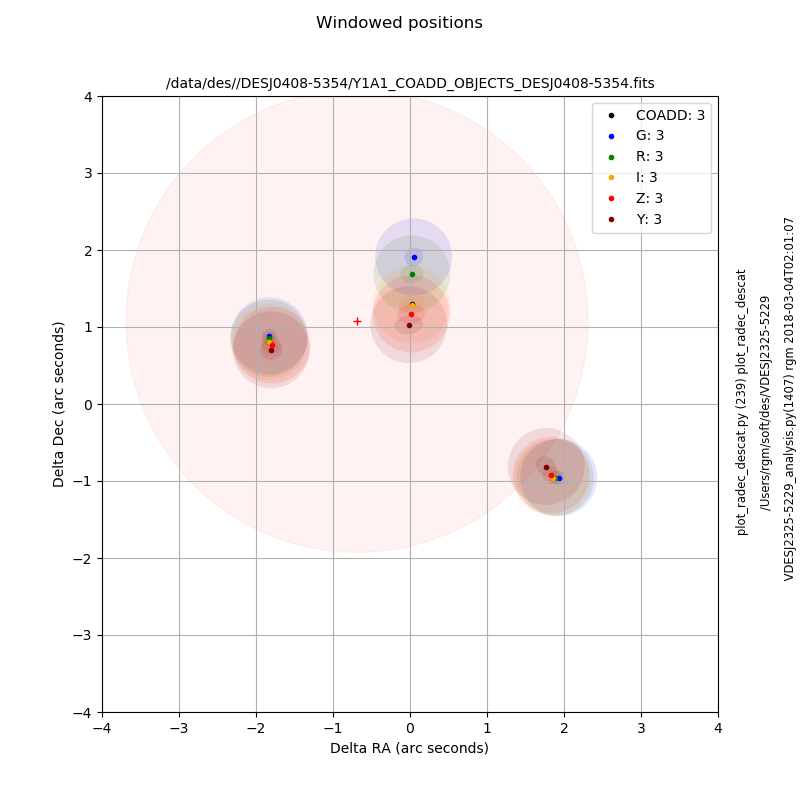 Windowed positions
/data/des//DESJ0408-5354/Y1A1_COADD_OBJECTS_DESJ0408-5354.fits
COADD: 3
G: 3
R: 3
I: 3
Z: 3
Y: 3
4
3
2
1
0
−1
−2
−3
−4
Delta Dec (arc seconds)
−4
−3
−2
−1
0
1
2
3
4
Delta RA (arc seconds)
plot_radec_descat.py (239) plot_radec_descat
/Users/rgm/soft/des/VDESJ2325-5229
VDESJ2325-5229_analysis.py(1407) rgm 2018-03-04T02:01:07